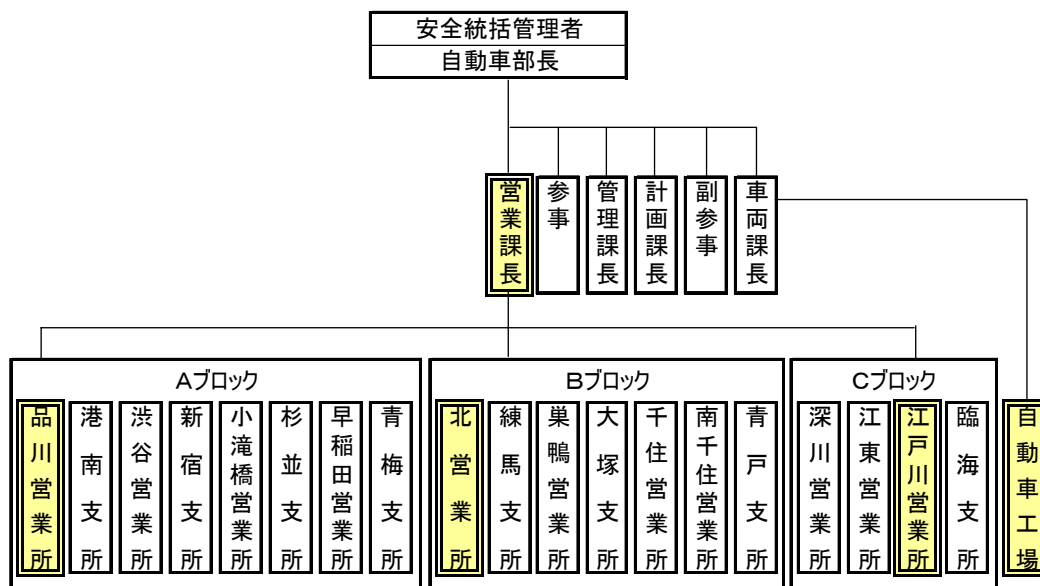 安全統括管理者
自動車部長
営業課長
参事
管理課長
計画課長
副参事
車両課長
Aブロック
品川営業所
港南支所
渋谷営業所
新宿支所
小滝橋営業所
杉並支所
早稲田営業所
青梅支所
Bブロック
北営業所
練馬支所
巣鴨営業所
大塚支所
千住営業所
南千住営業所
青戸支所
Cブロック
深川営業所
江東営業所
江戸川営業所
臨海支所
自動車工場